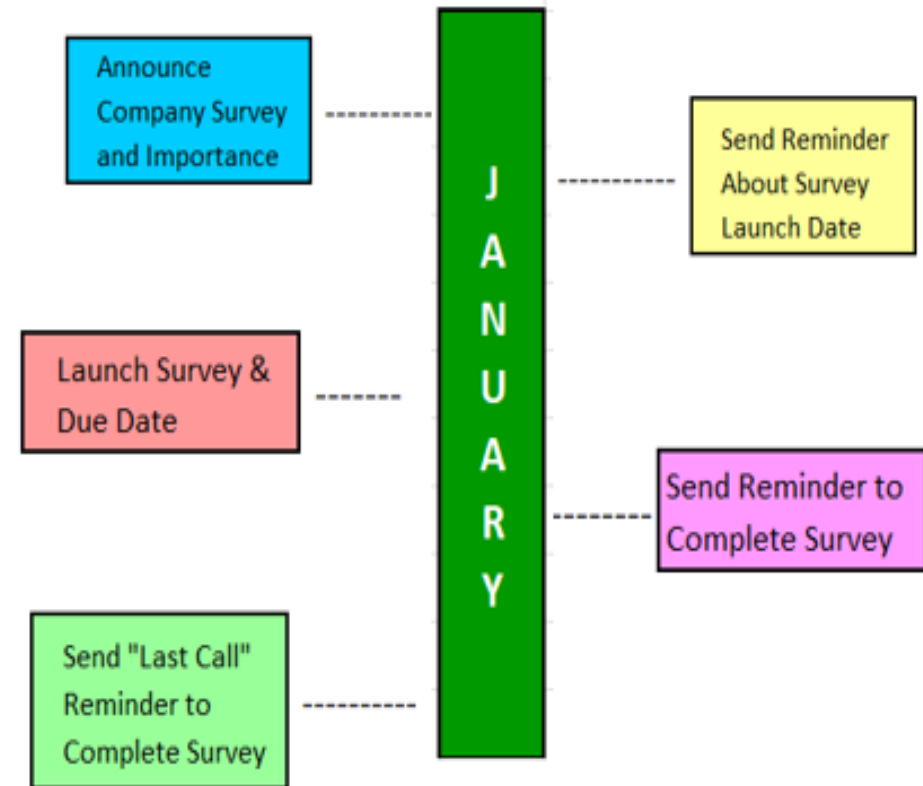 Announce
Company Survey
and Importance
Send Reminder
About Survey
Launch Date
JANUARY
Launch Survey &
Due Date
Send Reminder to
Complete Survey
Send "Last Call"
Reminder to
Complete Survey